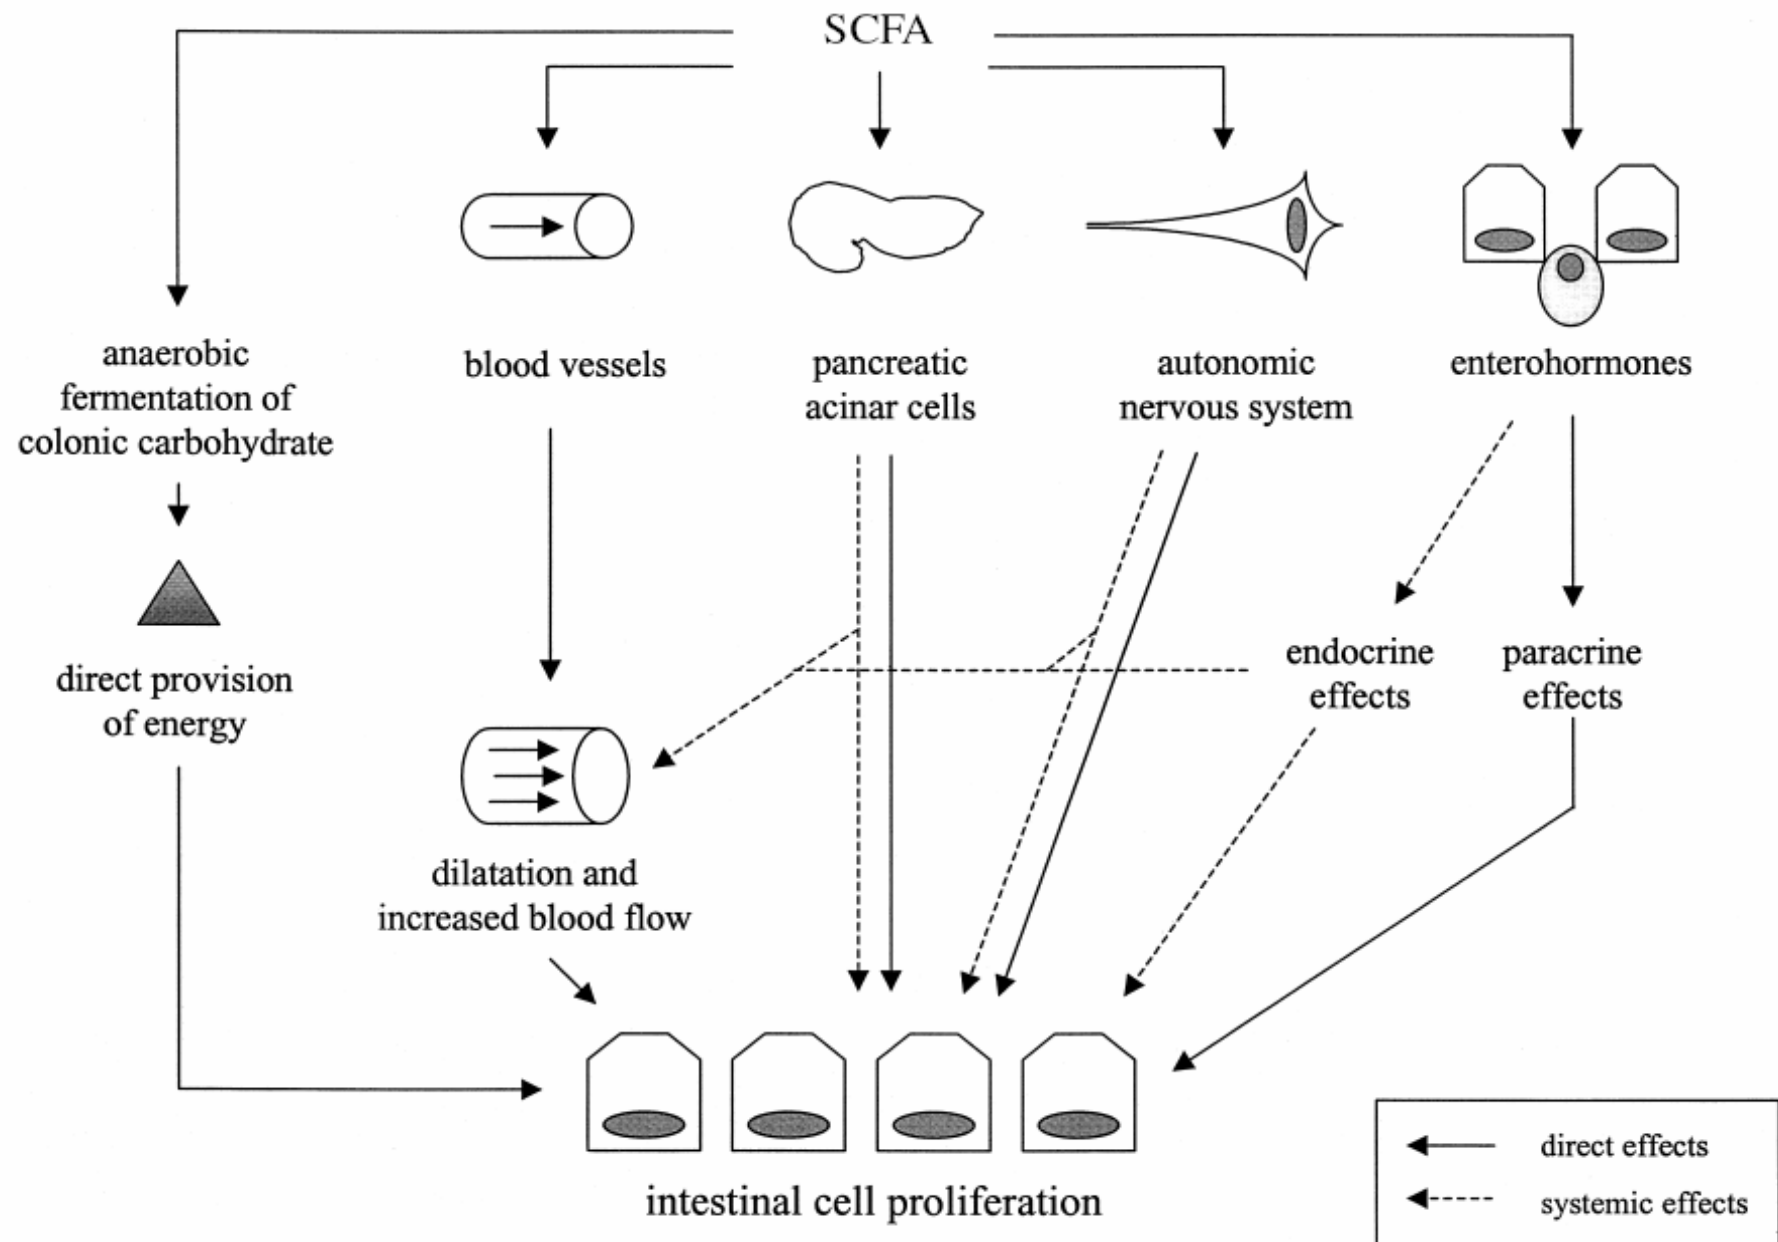 SCFA
anaerobic
fermentation of
colonic carbohydrate
blood vessels
pancreatic
acinar cells
autonomic
nervous system
enterohormones
direct provision
of energy
endocrine
effects
paracrine
effects
dilatation and
increased blood flow
intestinal cell proliferation
direct effects
systemic effects